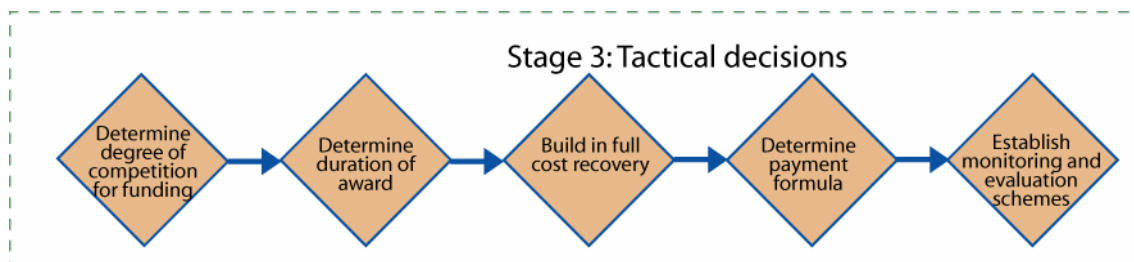 Stage 3: Tactical decisions
Determine
degree of
competition
for funding
Determine
duration of
award
Build in full
cost recovery
Determine
payment
formula
Establish
monitoring and
evaluation
schemes